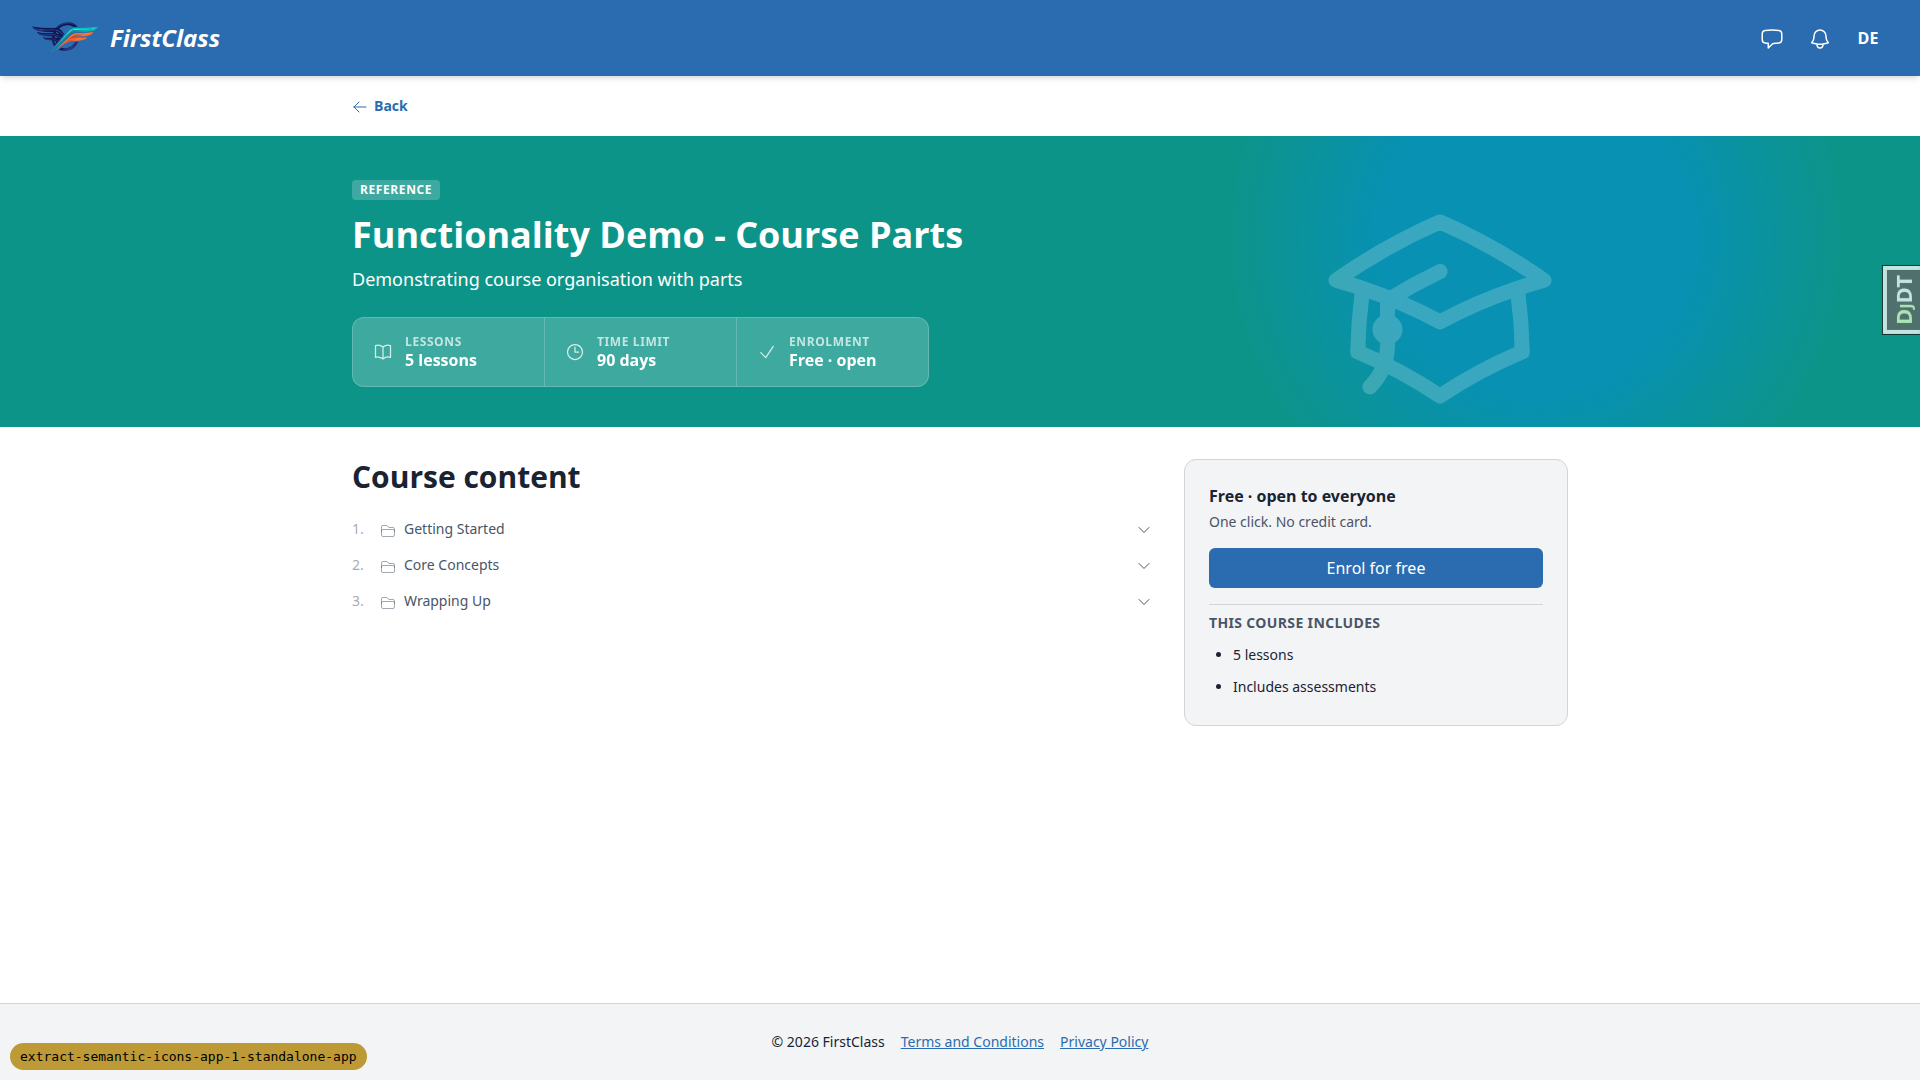 FirstClass
DE
Back
REFERENCE
Functionality Demo - Course Parts
Demonstrating course organisation with parts
LESSONS
5 lessons
TIME LIMIT
90 days
ENROLMENT
Free · open
DJDT
Course content
1. Getting Started
2. Core Concepts
3. Wrapping Up
Free · open to everyone
One click. No credit card.
Enrol for free
THIS COURSE INCLUDES
• 5 lessons
• Includes assessments
© 2026 FirstClass Terms and Conditions Privacy Policy
extract-semantic-icons-app-1-standalone-app